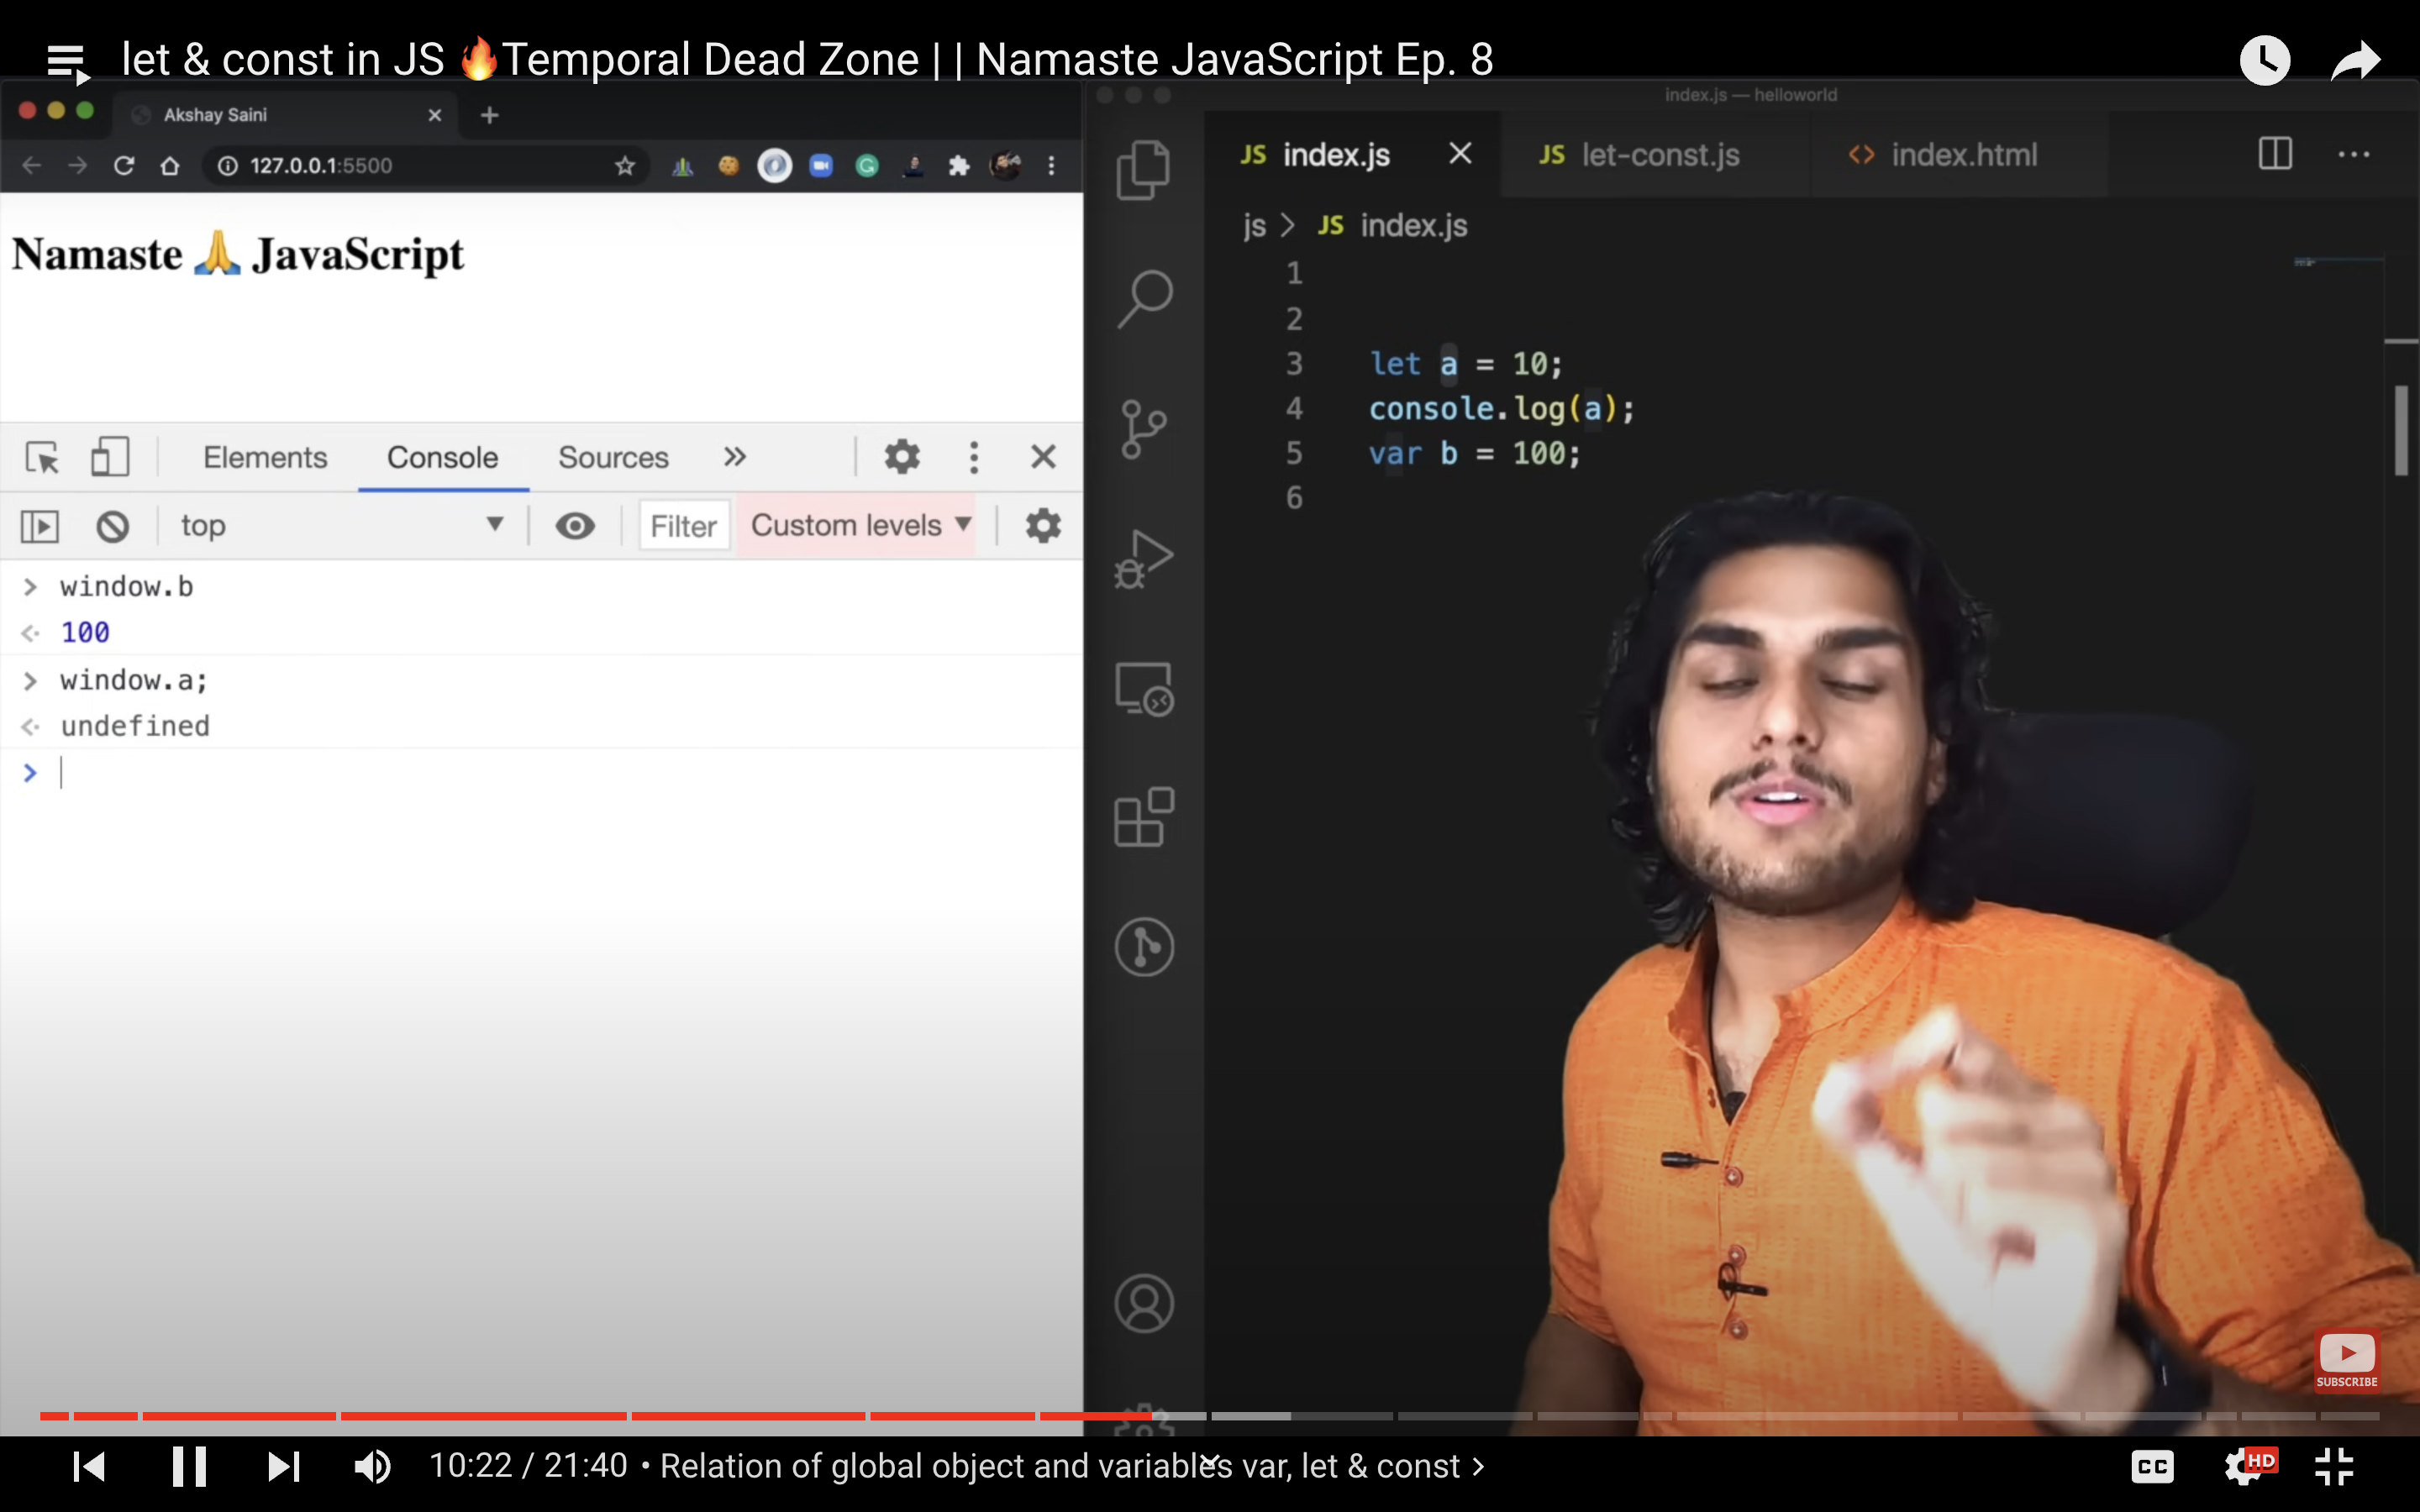 let & const in JS 🔥Temporal Dead Zone | | Namaste JavaScript Ep. 8
Akshay Saini
127.0.0.1:5500
Namaste 🙏 JavaScript
Elements Console Sources »
top Filter Custom levels
> window.b
100
> window.a;
undefined
>
index.js — helloworld
JS index.js JS let-const.js <> index.html
js > JS index.js
1
2
3 let a = 10;
4 console.log(a);
5 var b = 100;
6
SUBSCRIBE
10:22 / 21:40 • Relation of global object and variables var, let & const >
CC HD